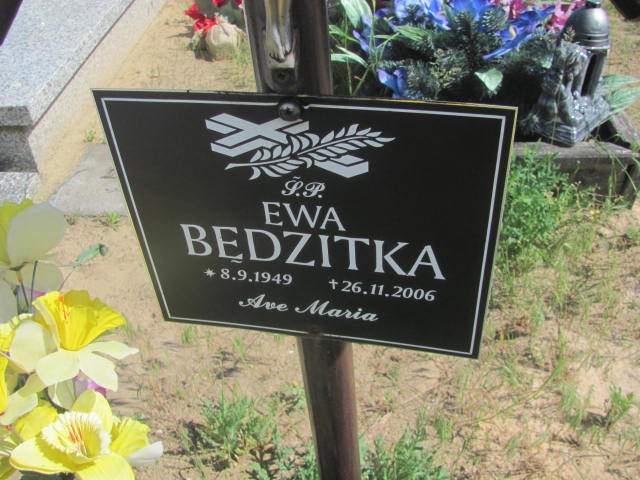 Ś.P.
EWA
BĘDZITKA
* 8.9.1949 † 26.11.2006
Ave Maria